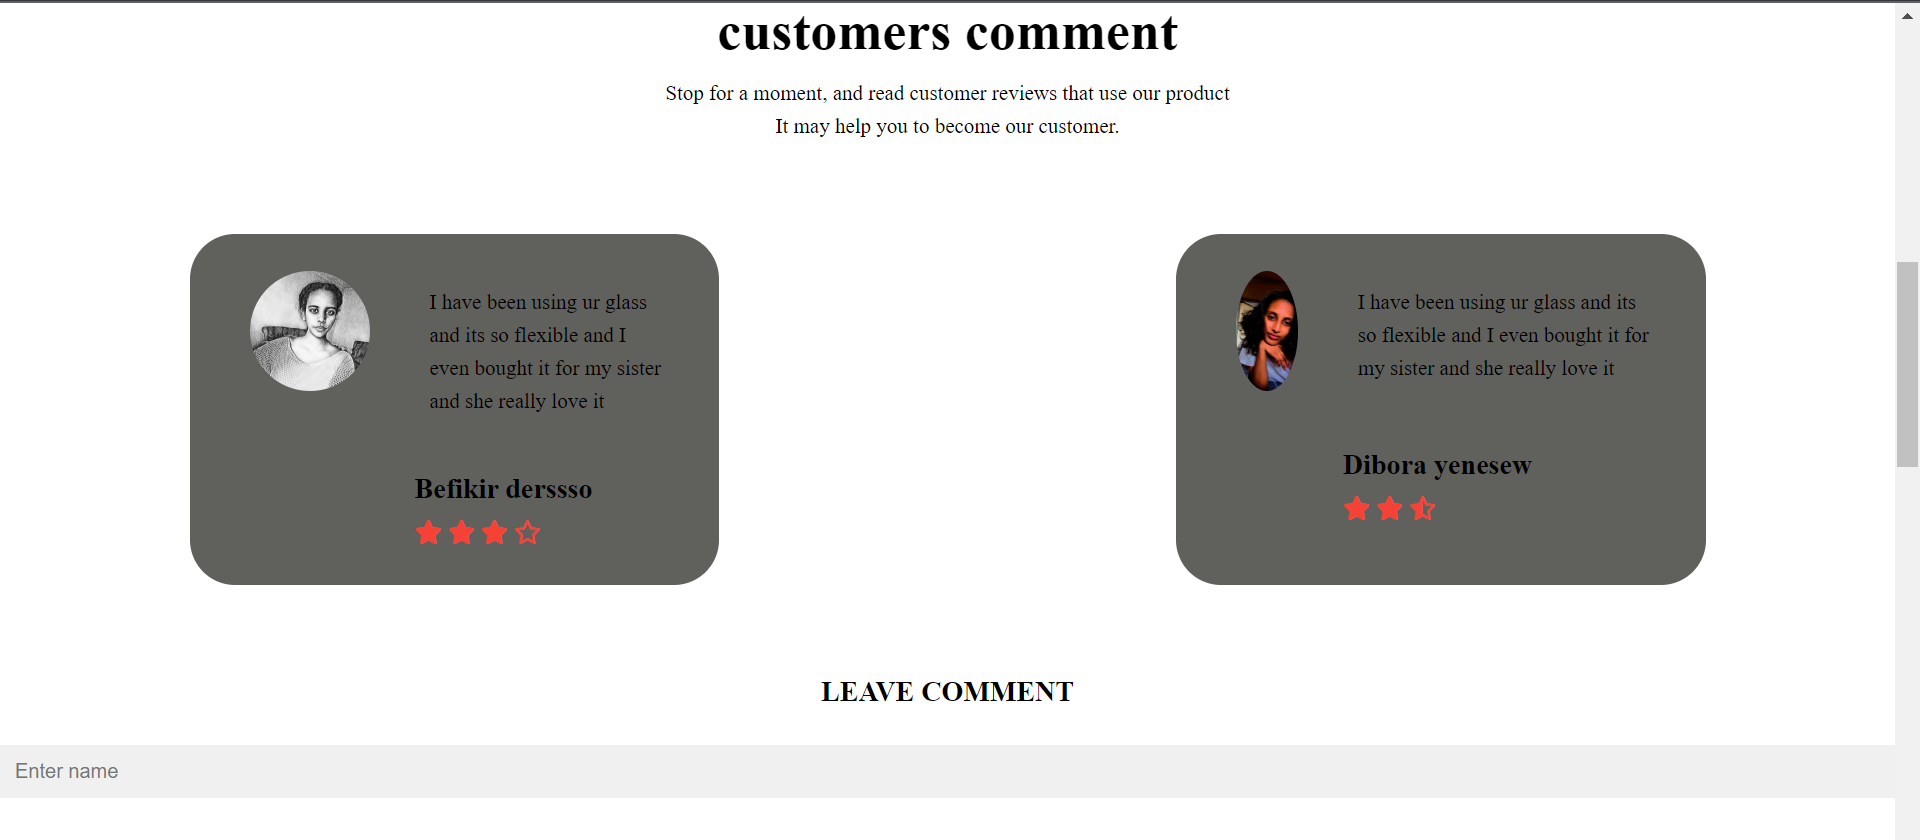 customers comment
Stop for a moment, and read customer reviews that use our product
It may help you to become our customer.
I have been using ur glass
and its so flexible and I
even bought it for my sister
and she really love it
Befikir derssso
I have been using ur glass and its
so flexible and I even bought it for
my sister and she really love it
Dibora yenesew
LEAVE COMMENT
Enter name